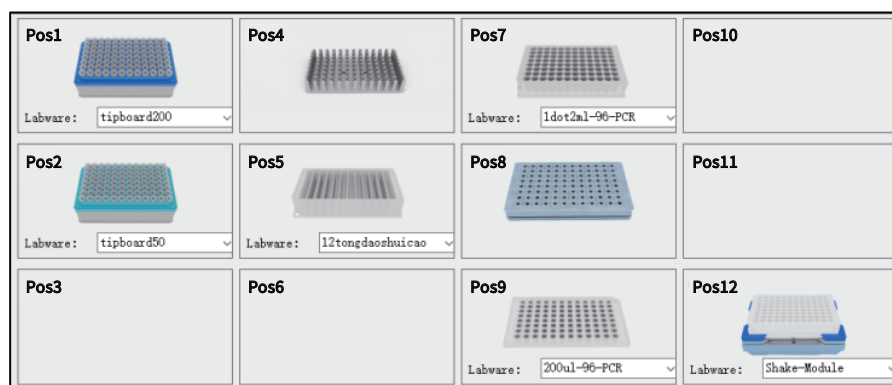 Pos1
Labware: tipboard200
Pos4
Pos7
Labware: 1dot2ml-96-PCR
Pos10
Pos2
Labware: tipboard50
Pos5
Labware: 12tongdaoshuicao
Pos8
Pos11
Pos3
Pos6
Pos9
Labware: 200ul-96-PCR
Pos12
Labware: Shake-Module